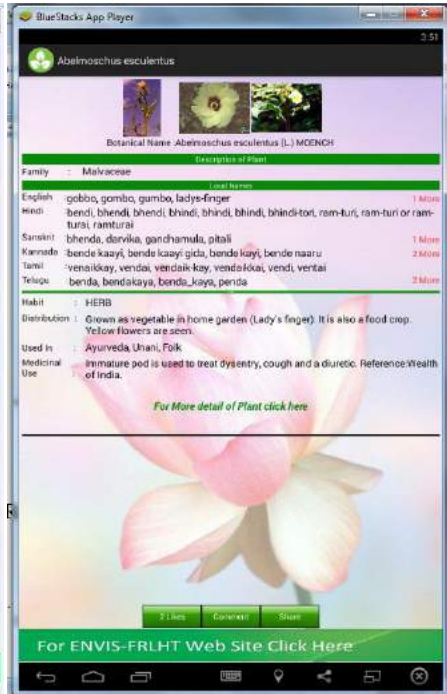 BlueStacks App Player
3:51
Abelmoschus esculentus
Botanical Name :Abelmoschus esculentus (L.) MOENCH
Description of Plant
Family : Malvaceae
Local Names
English :gobbo, gombo, gumbo, ladys-finger 1 More
Hindi :bendi, bhendi, bhendi, bhindi, bhindi, bhindi, bhindi-tori, ram-turi, ram-turi or ram-
turai, ramturai
Sanskrit :bhenda, darvika, gandhamula, pitali 1 More
Kannada :bende kaayi, bende kaayi gida, bende kayi, bende naaru 2 More
Tamil :venaikkay, vendai, vendaik-kay, vendaikkai, vendi, ventai
Telugu :benda, bendakaya, benda_kaya, penda 2 More
Habit : HERB
Distribution : Grown as vegetable in home garden (Lady's finger). It is also a food crop.
Yellow flowers are seen.
Used in : Ayurveda, Unani, Folk
Medicinal Use : Immature pod is used to treat dysentry, cough and a diuretic. Reference:Wealth
of India.
For More detail of Plant click here
2 Likes Comment Share
For ENVIS-FRLHT Web Site Click Here